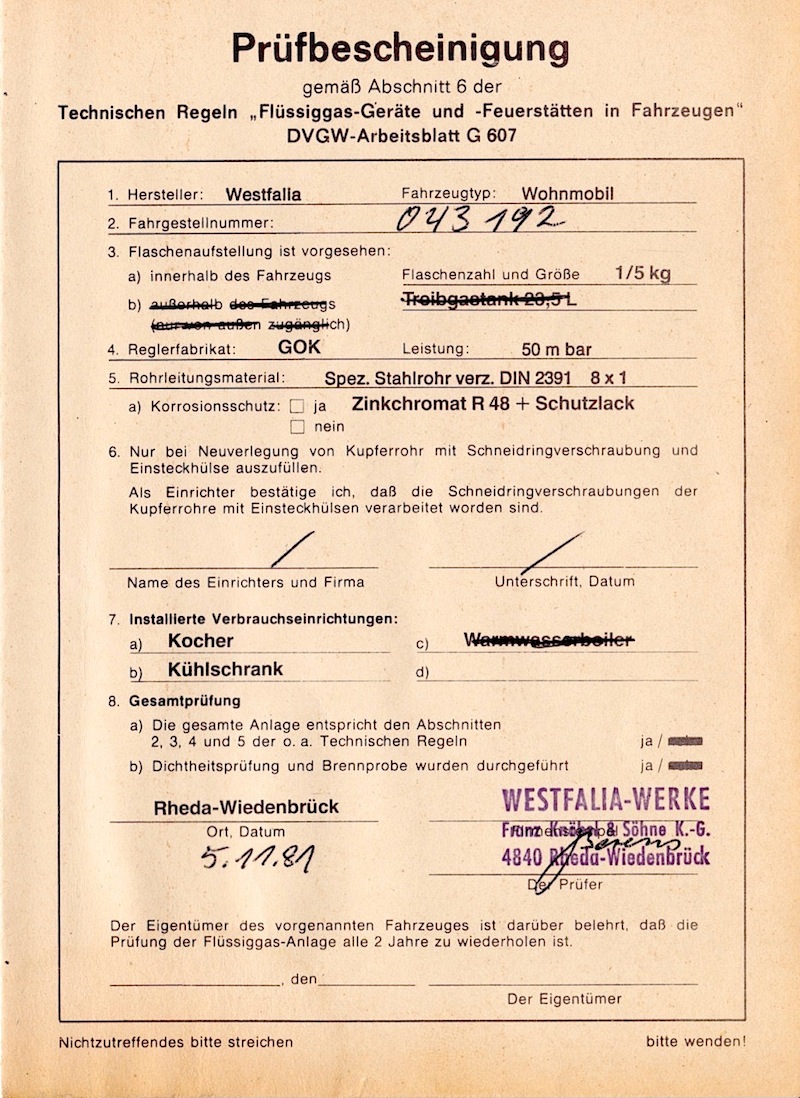 Prüfbescheinigung
gemäß Abschnitt 6 der
Technischen Regeln „Flüssiggas-Geräte und -Feuerstätten in Fahrzeugen“
DVGW-Arbeitsblatt G 607
1. Hersteller: Westfalia Fahrzeugtyp: Wohnmobil
2. Fahrgestellnummer: 043 192
3. Flaschenaufstellung ist vorgesehen:
a) innerhalb des Fahrzeugs Flaschenzahl und Größe 1/5 kg
b) außerhalb des Fahrzeugs Treibgastank 23,5 L
(nur von außen zugänglich)
4. Reglerfabrikat: GOK Leistung: 50 m bar
5. Rohrleitungsmaterial: Spez. Stahlrohr verz. DIN 2391 8 x 1
a) Korrosionsschutz: ☐ ja Zinkchromat R 48 + Schutzlack
☐ nein
6. Nur bei Neuverlegung von Kupferrohr mit Schneidringverschraubung und
Einsteckhülse auszufüllen.
Als Einrichter bestätige ich, daß die Schneidringverschraubungen der
Kupferrohre mit Einsteckhülsen verarbeitet worden sind.
/ /
Name des Einrichters und Firma Unterschrift, Datum
7. Installierte Verbrauchseinrichtungen:
a) Kocher c) Warmwasserboiler
b) Kühlschrank d)
8. Gesamtprüfung
a) Die gesamte Anlage entspricht den Abschnitten
2, 3, 4 und 5 der o. a. Technischen Regeln ja /
b) Dichtheitsprüfung und Brennprobe wurden durchgeführt ja /
Rheda-Wiedenbrück WESTFALIA-WERKE
Ort, Datum Franz Knöbel & Söhne K.-G.
5.11.81 4840 Rheda-Wiedenbrück
Der Prüfer
Der Eigentümer des vorgenannten Fahrzeuges ist darüber belehrt, daß die
Prüfung der Flüssiggas-Anlage alle 2 Jahre zu wiederholen ist.
, den
Der Eigentümer
Nichtzutreffendes bitte streichen bitte wenden!